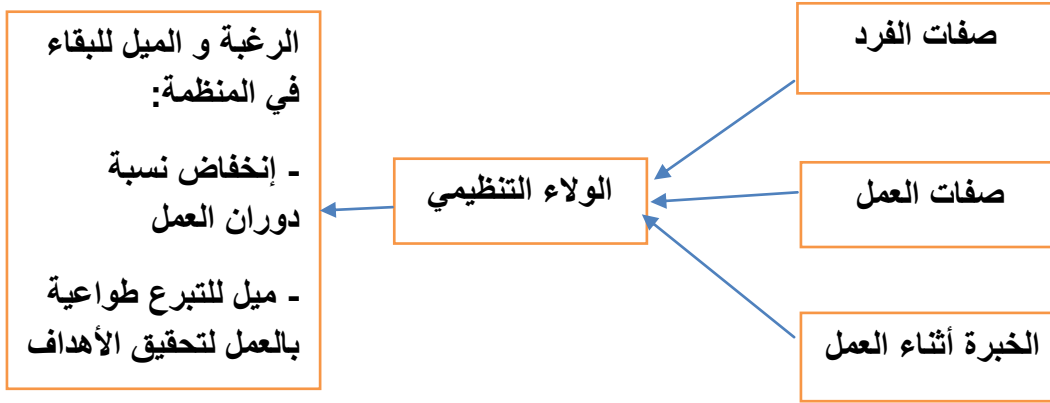 صفات الفرد
صفات العمل
الخبرة أثناء العمل
الولاء التنظيمي
الرغبة و الميل للبقاء
في المنظمة:
- إنخفاض نسبة
دوران العمل
- ميل للتبرع طواعية
بالعمل لتحقيق الأهداف